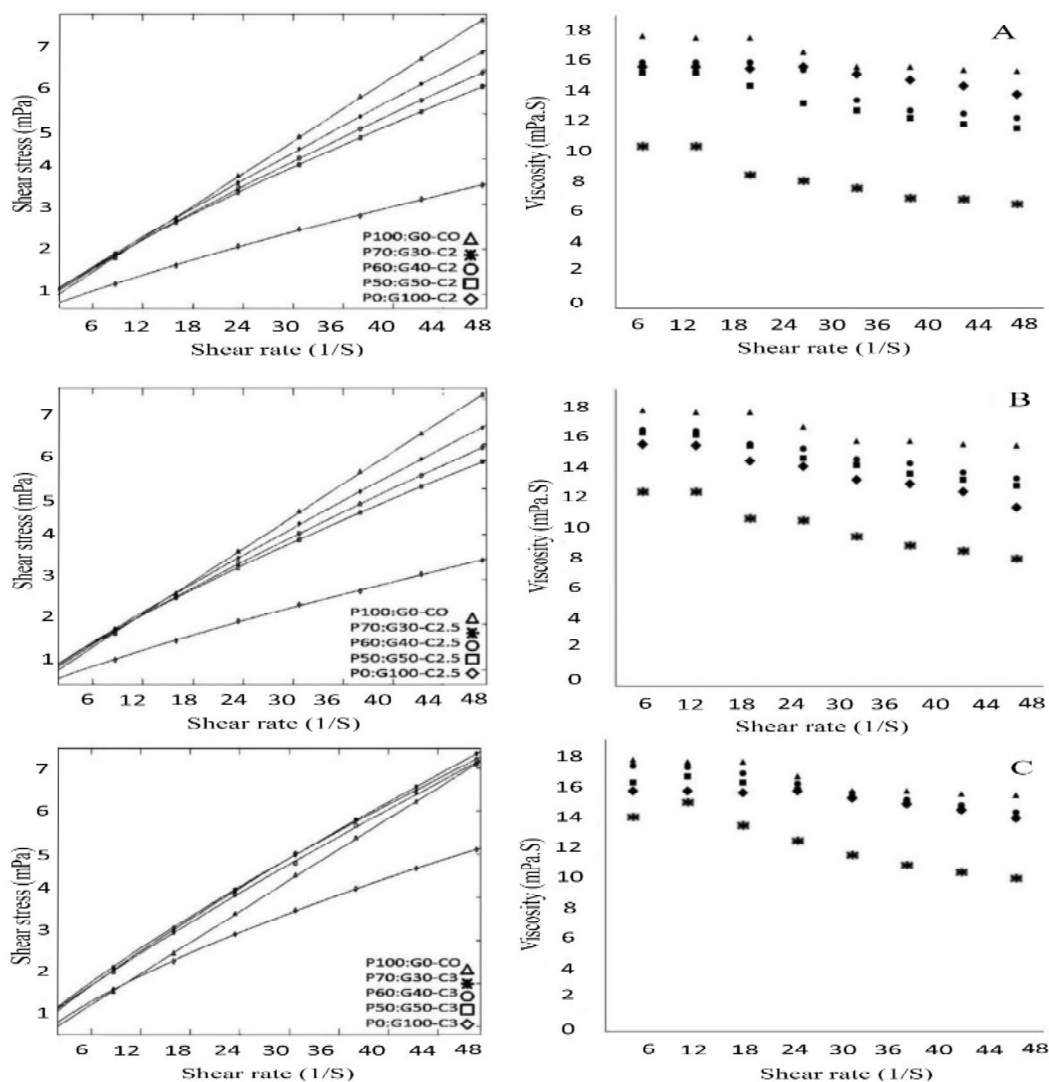 A
Shear stress (mPa)
7
6
5
4
3
2
1
P100:G0-CO
P70:G30-C2
P60:G40-C2
P50:G50-C2
P0:G100-C2
6 12 18 24 30 36 40 44 48
Shear rate (1/S)
Viscosity (mPa.S)
18
16
14
12
10
8
6
4
2
0
6 12 18 24 30 36 42 48
Shear rate (1/S)
B
Shear stress (mPa)
7
6
5
4
3
2
1
P100:G0-CO
P70:G30-C2.5
P60:G40-C2.5
P50:G50-C2.5
P0:G100-C2.5
6 12 18 24 30 36 40 44 48
Shear rate (1/S)
Viscosity (mPa.S)
18
16
14
12
10
8
6
4
2
0
6 12 18 24 30 36 42 48
Shear rate (1/S)
C
Shear stress (mPa)
7
6
5
4
3
2
1
P100:G0-CO
P70:G30-C3
P60:G40-C3
P50:G50-C3
P0:G100-C3
6 12 18 24 30 36 40 44 48
Shear rate (1/S)
Viscosity (mPa.S)
18
16
14
12
10
8
6
4
2
0
6 12 18 24 30 36 42 48
Shear rate (1/S)